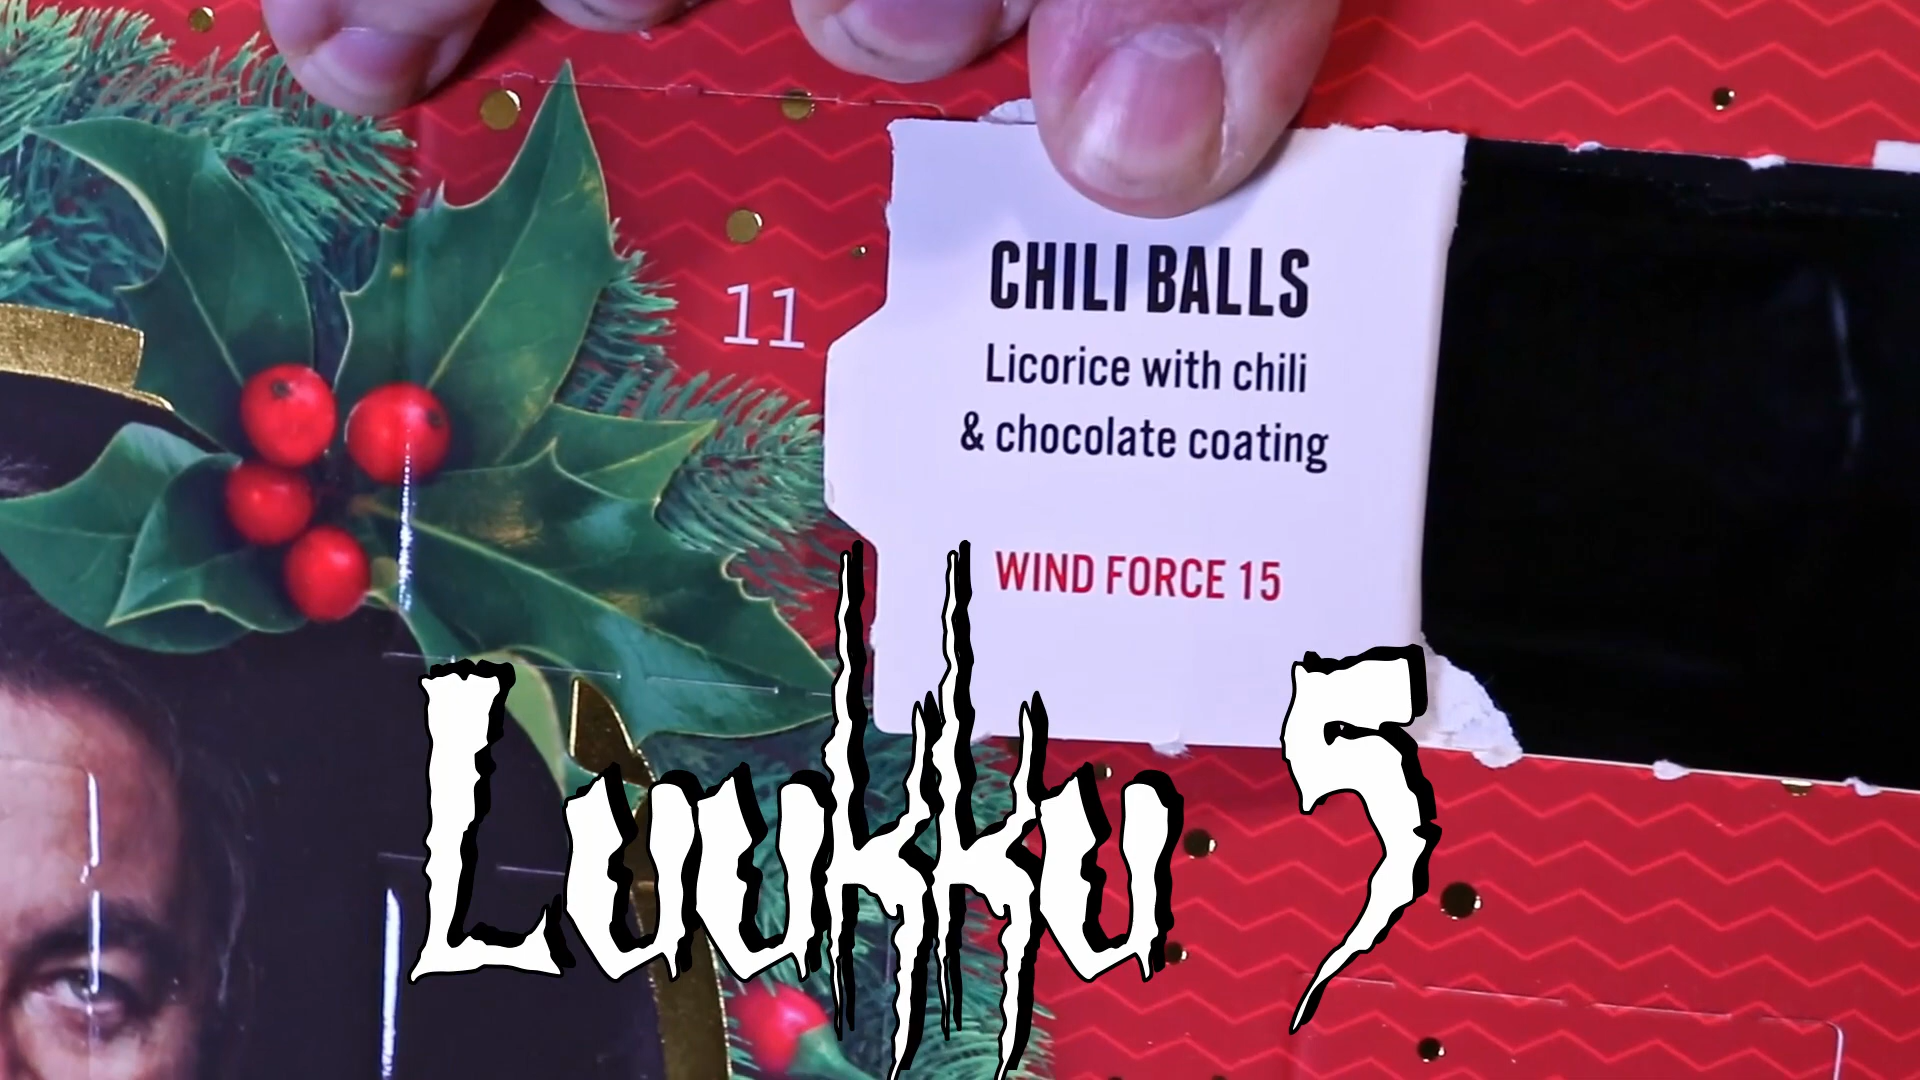 11
CHILI BALLS
Licorice with chili
& chocolate coating
WIND FORCE 15
Luukku 5